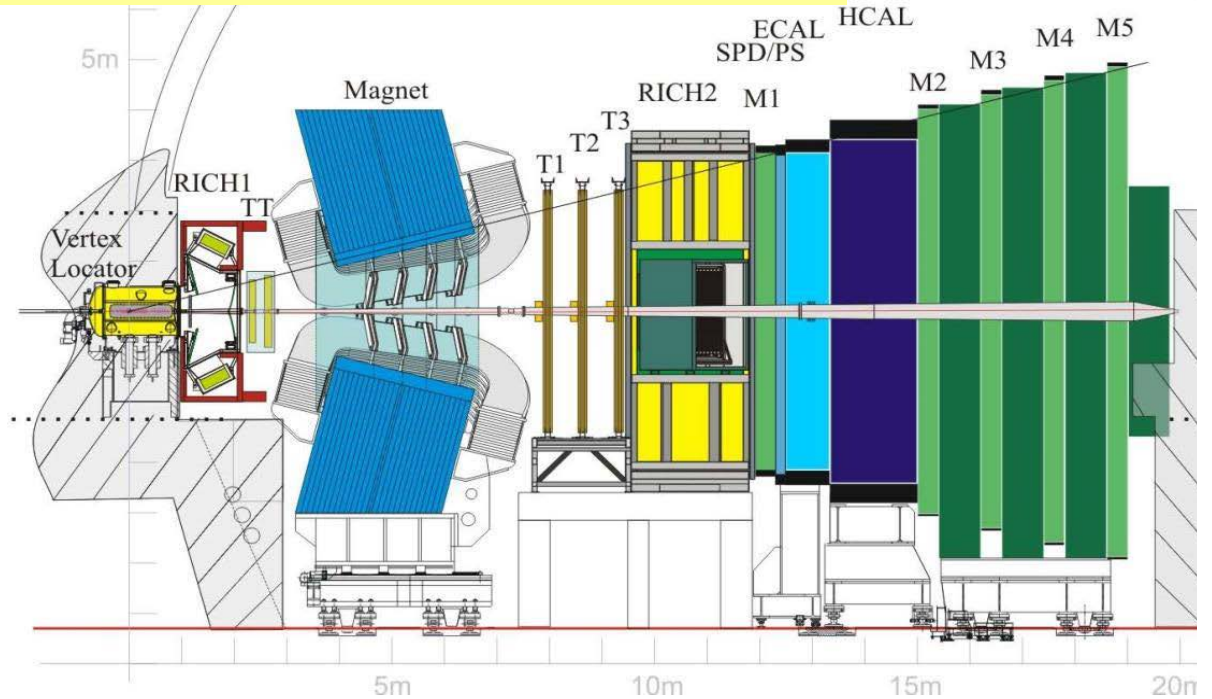 HCAL
ECAL
SPD/PS
M5
M4
M3
M2
M1
5m
Magnet
RICH2
T3
T2
T1
RICH1
TT
Vertex
Locator
5m
10m
15m
20m